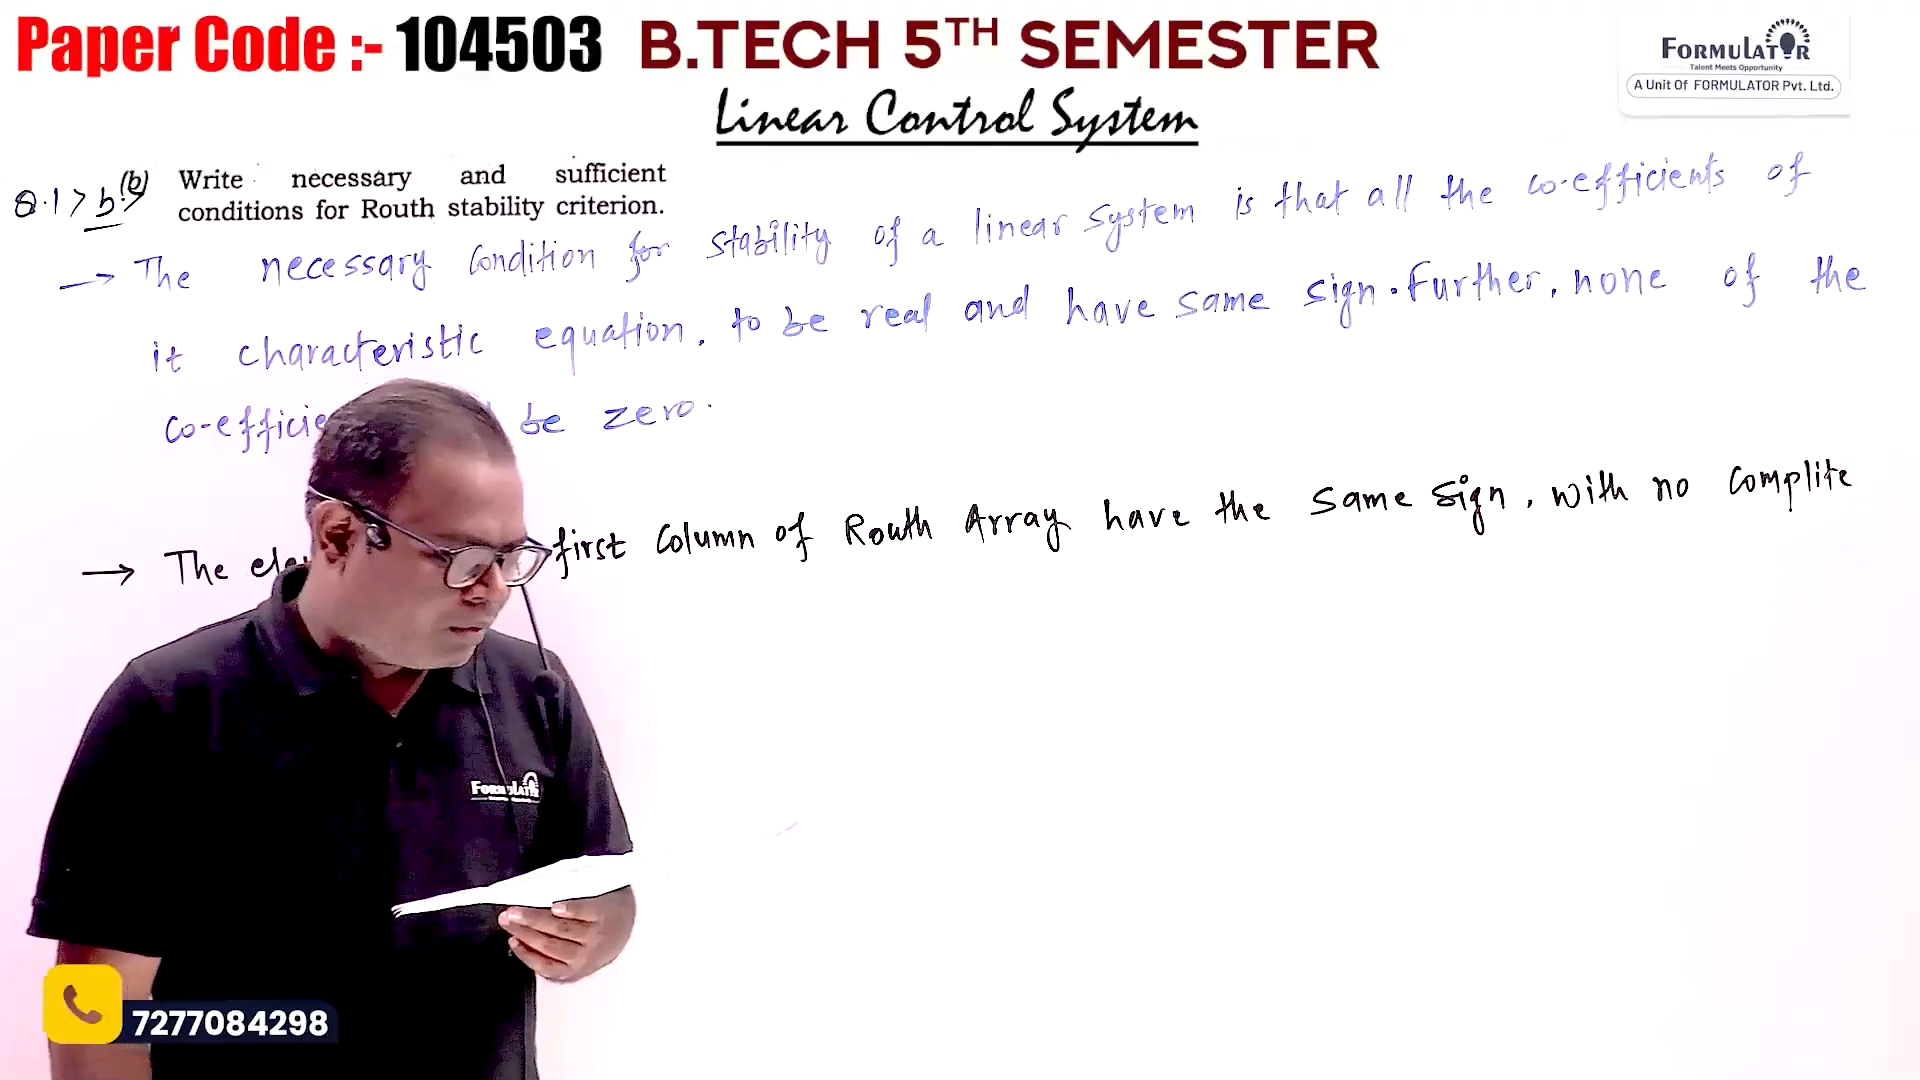 Paper Code :- 104503 B.TECH 5TH SEMESTER
Linear Control System
FORMULATOR
Talent Meets Opportunity
A Unit Of FORMULATOR Pvt. Ltd.
Q.1 > b> (b) Write necessary and sufficient
conditions for Routh stability criterion.
→ The necessary condition for stability of a linear system is that all the co-efficients of
it characteristic equation, to be real and have same sign. Further, none of the
be zero.
→ The first column of Routh Array have the same sign, with no complite
FORMULATOR
7277084298